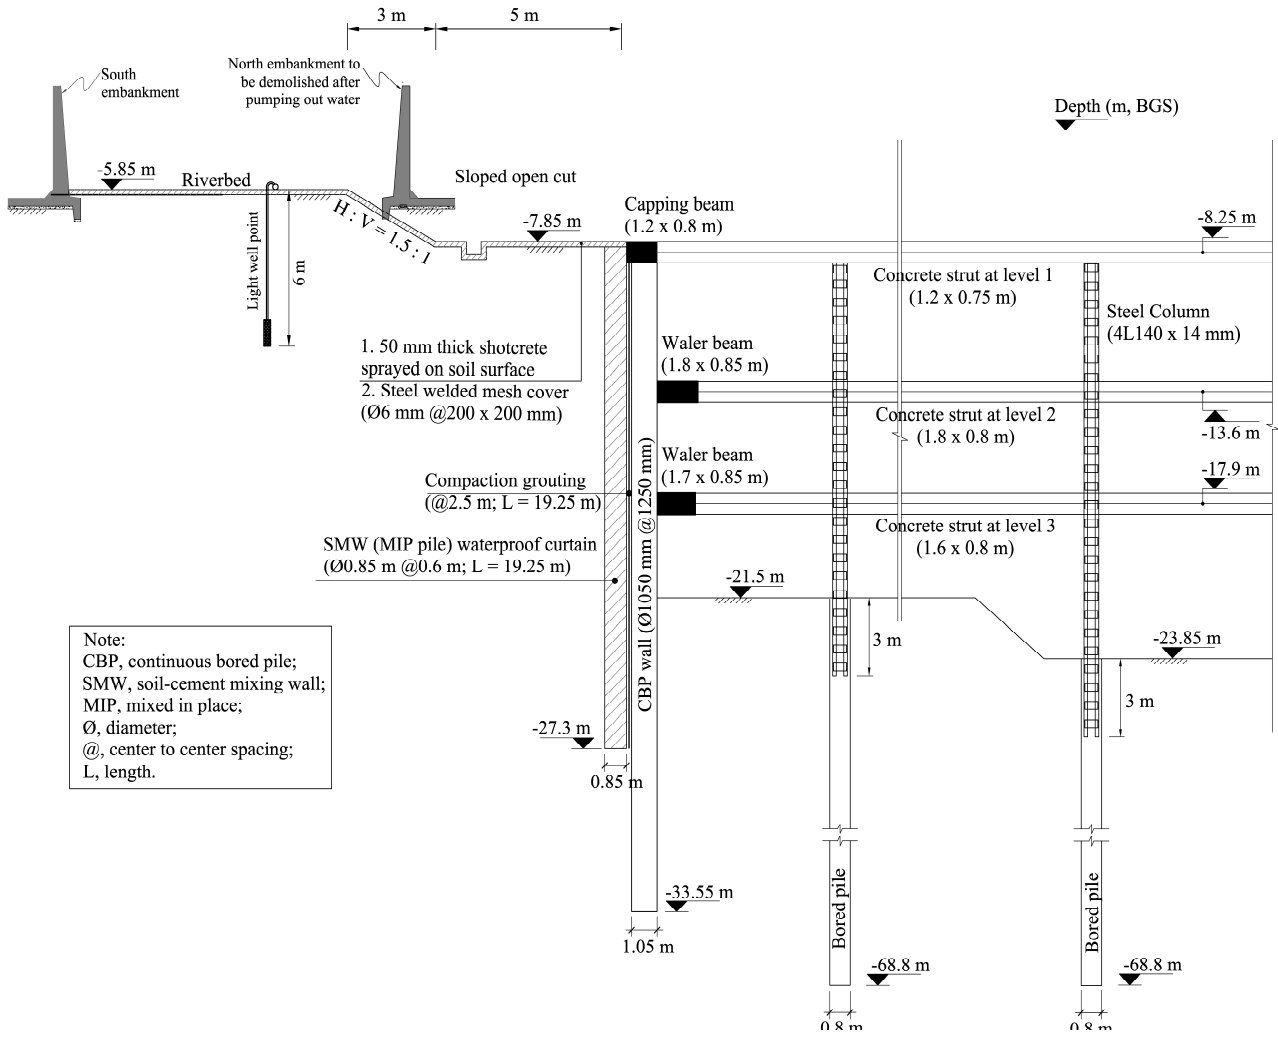 3 m
5 m
South
embankment
North embankment to
be demolished after
pumping out water
Depth (m, BGS)
-5.85 m
Riverbed
Sloped open cut
H : V = 1.5 : 1
Light well point
6 m
-7.85 m
Capping beam
(1.2 x 0.8 m)
-8.25 m
Concrete strut at level 1
(1.2 x 0.75 m)
Steel Column
(4L140 x 14 mm)
1. 50 mm thick shotcrete
sprayed on soil surface
2. Steel welded mesh cover
(Ø6 mm @200 x 200 mm)
Waler beam
(1.8 x 0.85 m)
Concrete strut at level 2
(1.8 x 0.8 m)
-13.6 m
Waler beam
(1.7 x 0.85 m)
-17.9 m
Compaction grouting
(@2.5 m; L = 19.25 m)
Concrete strut at level 3
(1.6 x 0.8 m)
SMW (MIP pile) waterproof curtain
(Ø0.85 m @0.6 m; L = 19.25 m)
CBP wall (Ø1050 mm @1250 mm)
-21.5 m
3 m
-23.85 m
3 m
Note:
CBP, continuous bored pile;
SMW, soil-cement mixing wall;
MIP, mixed in place;
Ø, diameter;
@, center to center spacing;
L, length.
-27.3 m
0.85 m
-33.55 m
1.05 m
Bored pile
-68.8 m
0.8 m
Bored pile
-68.8 m
0.8 m